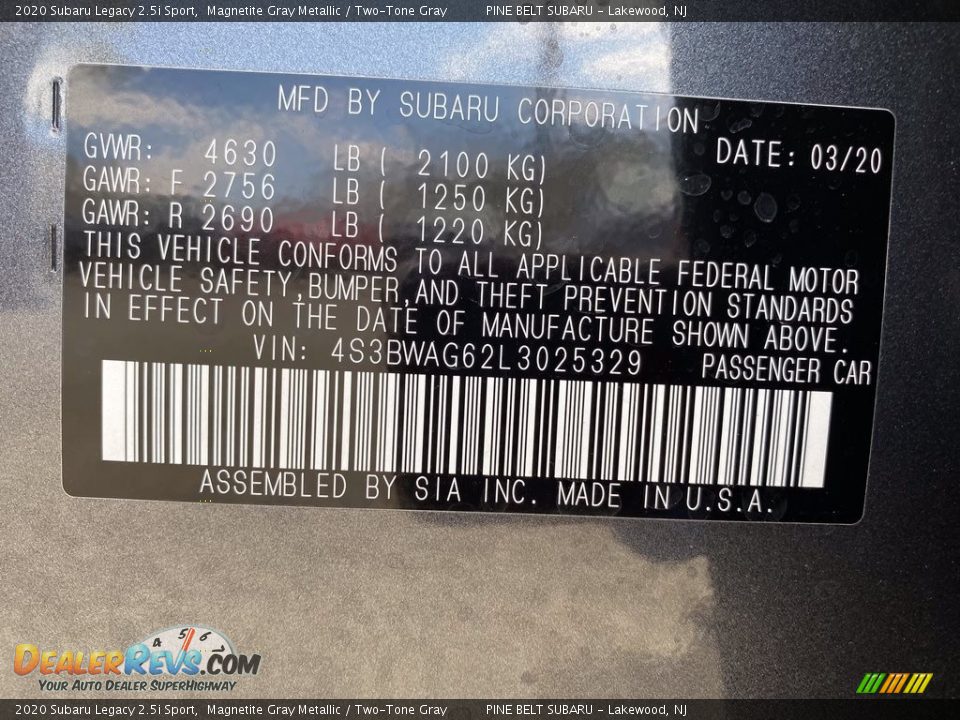 2020 Subaru Legacy 2.5i Sport, Magnetite Gray Metallic / Two-Tone Gray PINE BELT SUBARU - Lakewood, NJ
MFD BY SUBARU CORPORATION
GVWR: 4630 LB ( 2100 KG) DATE: 03/20
GAWR: F 2756 LB ( 1250 KG)
GAWR: R 2690 LB ( 1220 KG)
THIS VEHICLE CONFORMS TO ALL APPLICABLE FEDERAL MOTOR
VEHICLE SAFETY,BUMPER,AND THEFT PREVENTION STANDARDS
IN EFFECT ON THE DATE OF MANUFACTURE SHOWN ABOVE.
VIN: 4S3BWAG62L3025329 PASSENGER CAR
ASSEMBLED BY SIA INC. MADE IN U.S.A.
4 5 6
DEALERREVS.COM
YOUR AUTO DEALER SUPERHIGHWAY
2020 Subaru Legacy 2.5i Sport, Magnetite Gray Metallic / Two-Tone Gray PINE BELT SUBARU - Lakewood, NJ